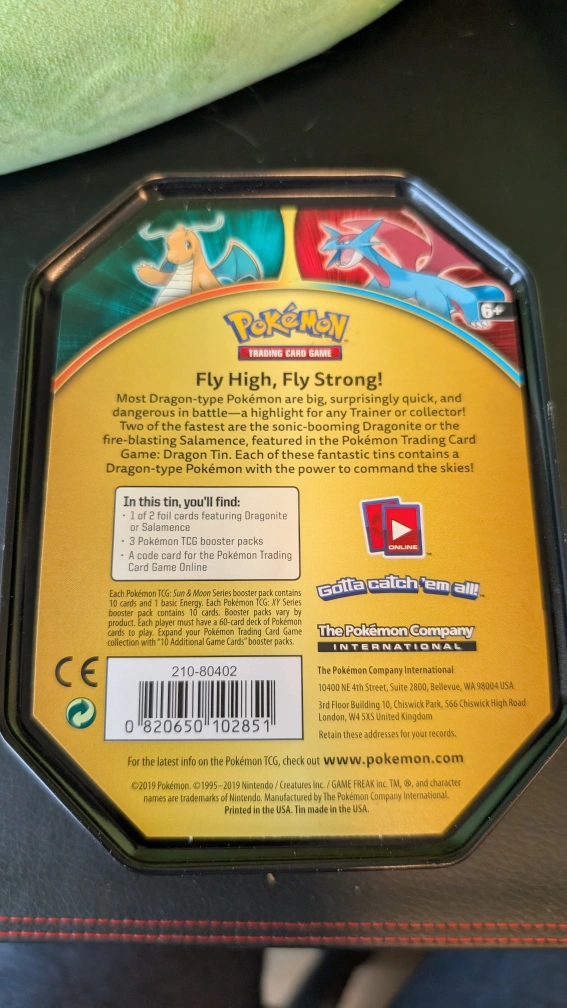 6+
POKéMON
TRADING CARD GAME
Fly High, Fly Strong!
Most Dragon-type Pokémon are big, surprisingly quick, and
dangerous in battle—a highlight for any Trainer or collector!
Two of the fastest are the sonic-booming Dragonite or the
fire-blasting Salamence, featured in the Pokémon Trading Card
Game: Dragon Tin. Each of these fantastic tins contains a
Dragon-type Pokémon with the power to command the skies!
In this tin, you'll find:
• 1 of 2 foil cards featuring Dragonite
or Salamence
• 3 Pokémon TCG booster packs
• A code card for the Pokémon Trading
Card Game Online
ONLINE
Each Pokémon TCG: Sun & Moon Series booster pack contains
10 cards and 1 basic Energy. Each Pokémon TCG: XY Series
booster pack contains 10 cards. Booster packs vary by
product. Each player must have a 60-card deck of Pokémon
cards to play. Expand your Pokémon Trading Card Game
collection with "10 Additional Game Cards" booster packs.
Gotta catch 'em all!
The Pokémon Company
INTERNATIONAL
CE
210-80402
0 820650 102851
The Pokémon Company International
10400 NE 4th Street, Suite 2800, Bellevue, WA 98004 USA
3rd Floor Building 10, Chiswick Park, 566 Chiswick High Road
London, W4 5XS United Kingdom
Retain these addresses for your records.
For the latest info on the Pokémon TCG, check out www.pokemon.com
©2019 Pokémon. ©1995–2019 Nintendo / Creatures Inc. / GAME FREAK inc. TM, ®, and character
names are trademarks of Nintendo. Manufactured by The Pokémon Company International.
Printed in the USA. Tin made in the USA.